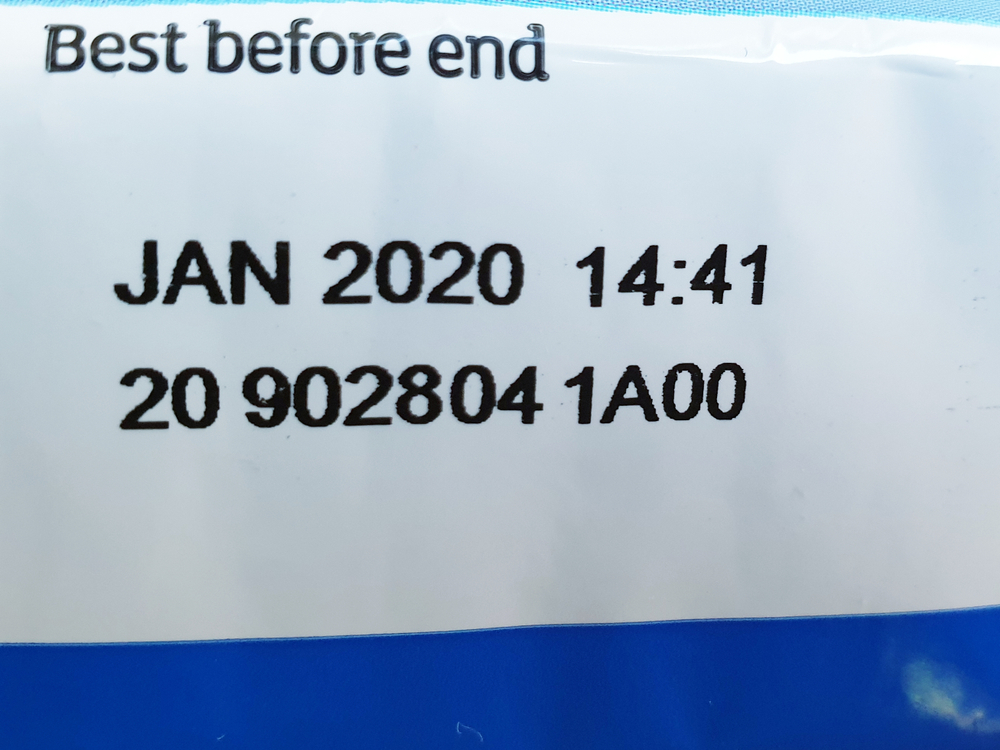 Best before end
JAN 2020 14:41
20 902804 1A00